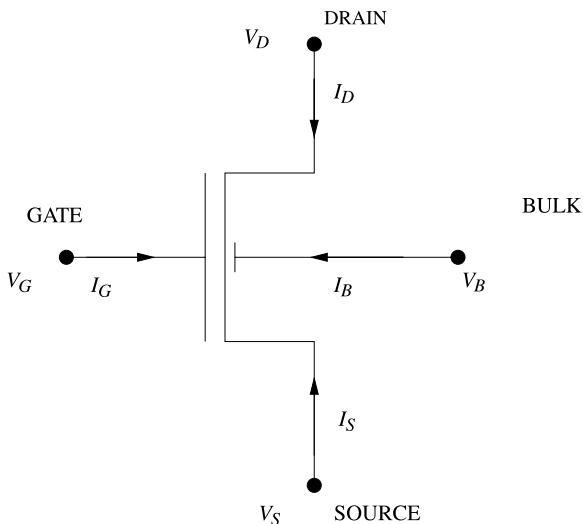 DRAIN
V_D
I_D
GATE
BULK
V_G
I_G
I_B
V_B
I_S
V_S
SOURCE